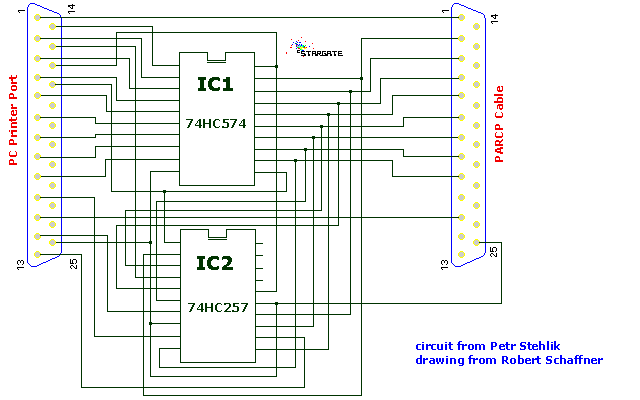 1
14
1
14
STARGATE
IC1
74HC574
PC Printer Port
PARCP Cable
IC2
74HC257
13
25
13
25
circuit from Petr Stehlik
drawing from Robert Schaffner